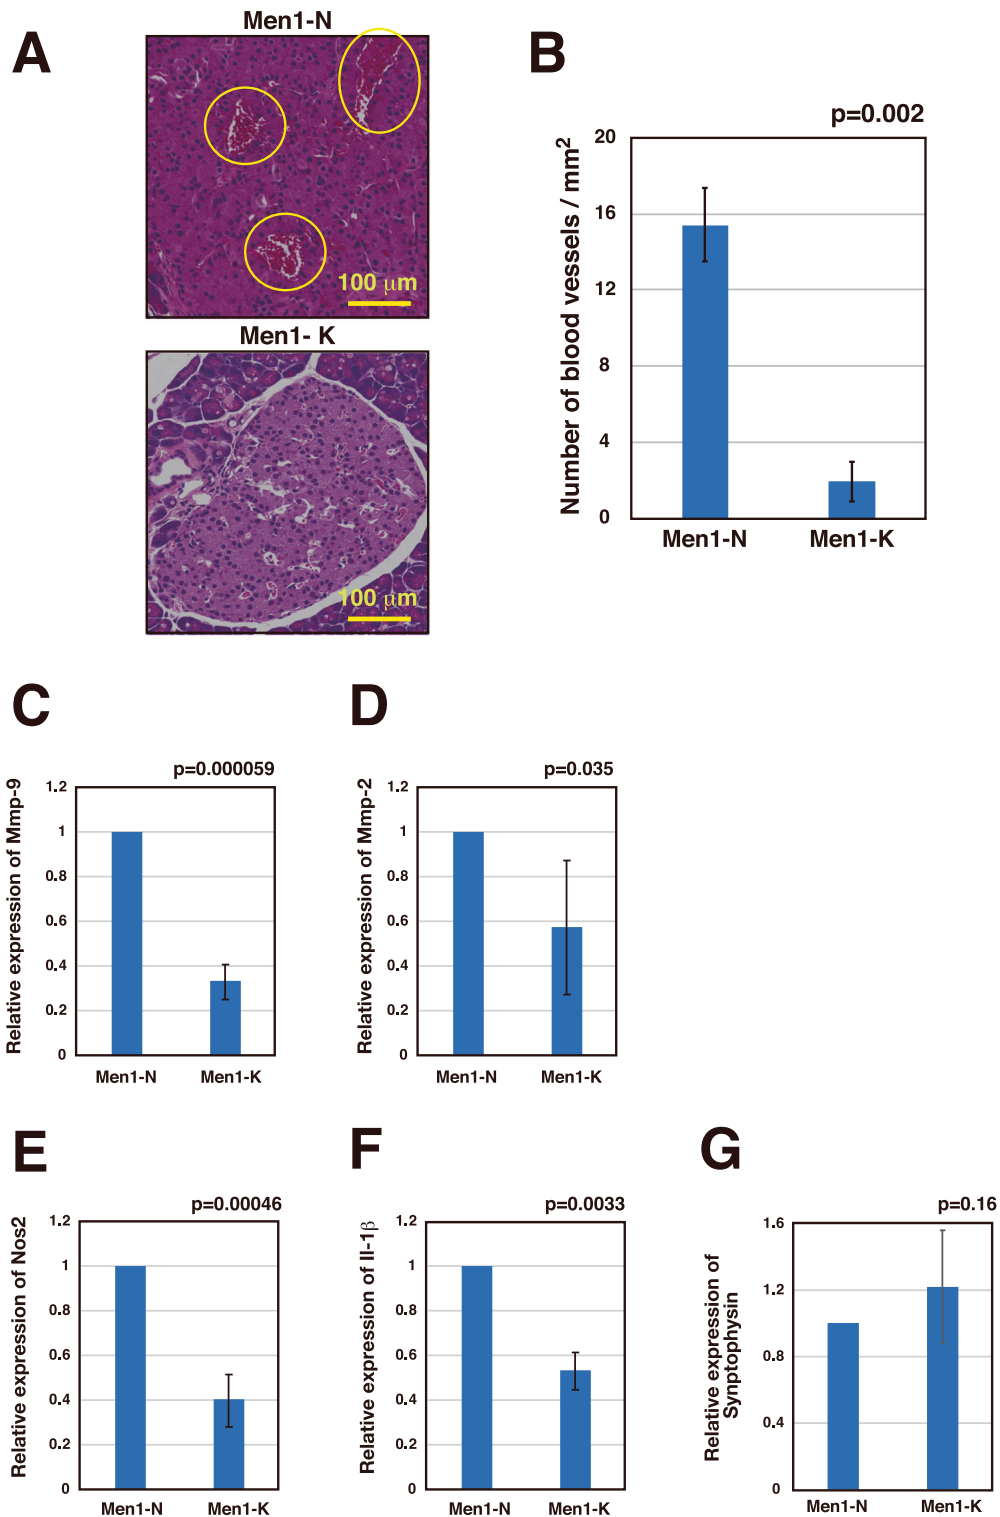 A
Men1-N
100 μm
Men1- K
100 μm
B
p=0.002
Number of blood vessels / mm2
20
16
12
8
4
0
Men1-N Men1-K
C
p=0.000059
Relative expression of Mmp-9
1.2
1
0.8
0.6
0.4
0.2
0
Men1-N Men1-K
D
p=0.035
Relative expression of Mmp-2
1.2
1
0.8
0.6
0.4
0.2
0
Men1-N Men1-K
E
p=0.00046
Relative expression of Nos2
1.2
1
0.8
0.6
0.4
0.2
0
Men1-N Men1-K
F
p=0.0033
Relative expression of Il-1β
1.2
1
0.8
0.6
0.4
0.2
0
Men1-N Men1-K
G
p=0.16
Relative expression of
Synptophysin
1.6
1.2
0.8
0.4
0
Men1-N Men1-K